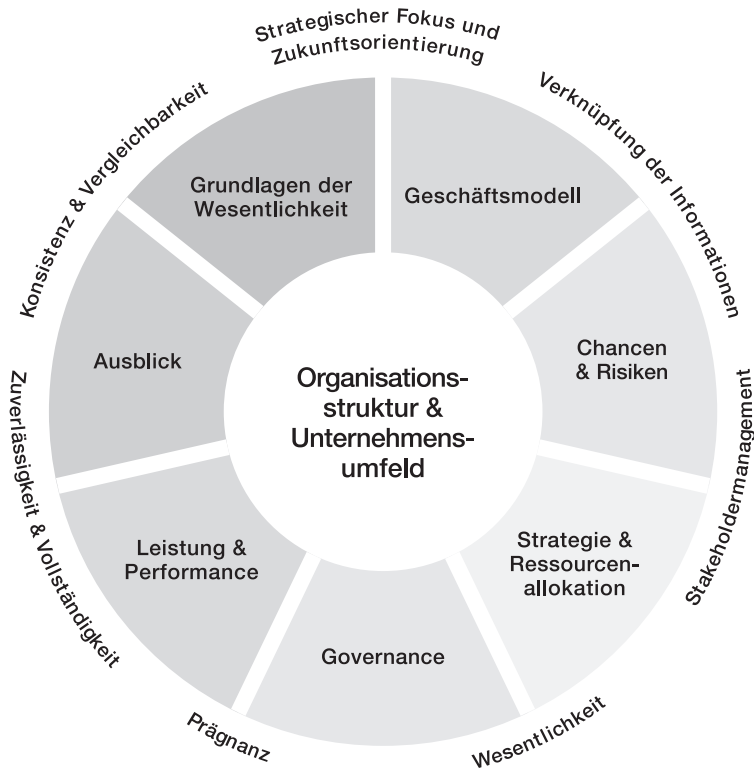 Strategischer Fokus und
Zukunftsorientierung
Verknüpfung der Informationen
Stakeholdermanagement
Wesentlichkeit
Prägnanz
Zuverlässigkeit & Vollständigkeit
Konsistenz & Vergleichbarkeit
Grundlagen der
Wesentlichkeit
Geschäftsmodell
Chancen
& Risiken
Strategie &
Ressourcen-
allokation
Governance
Leistung &
Performance
Ausblick
Organisations-
struktur &
Unternehmens-
umfeld